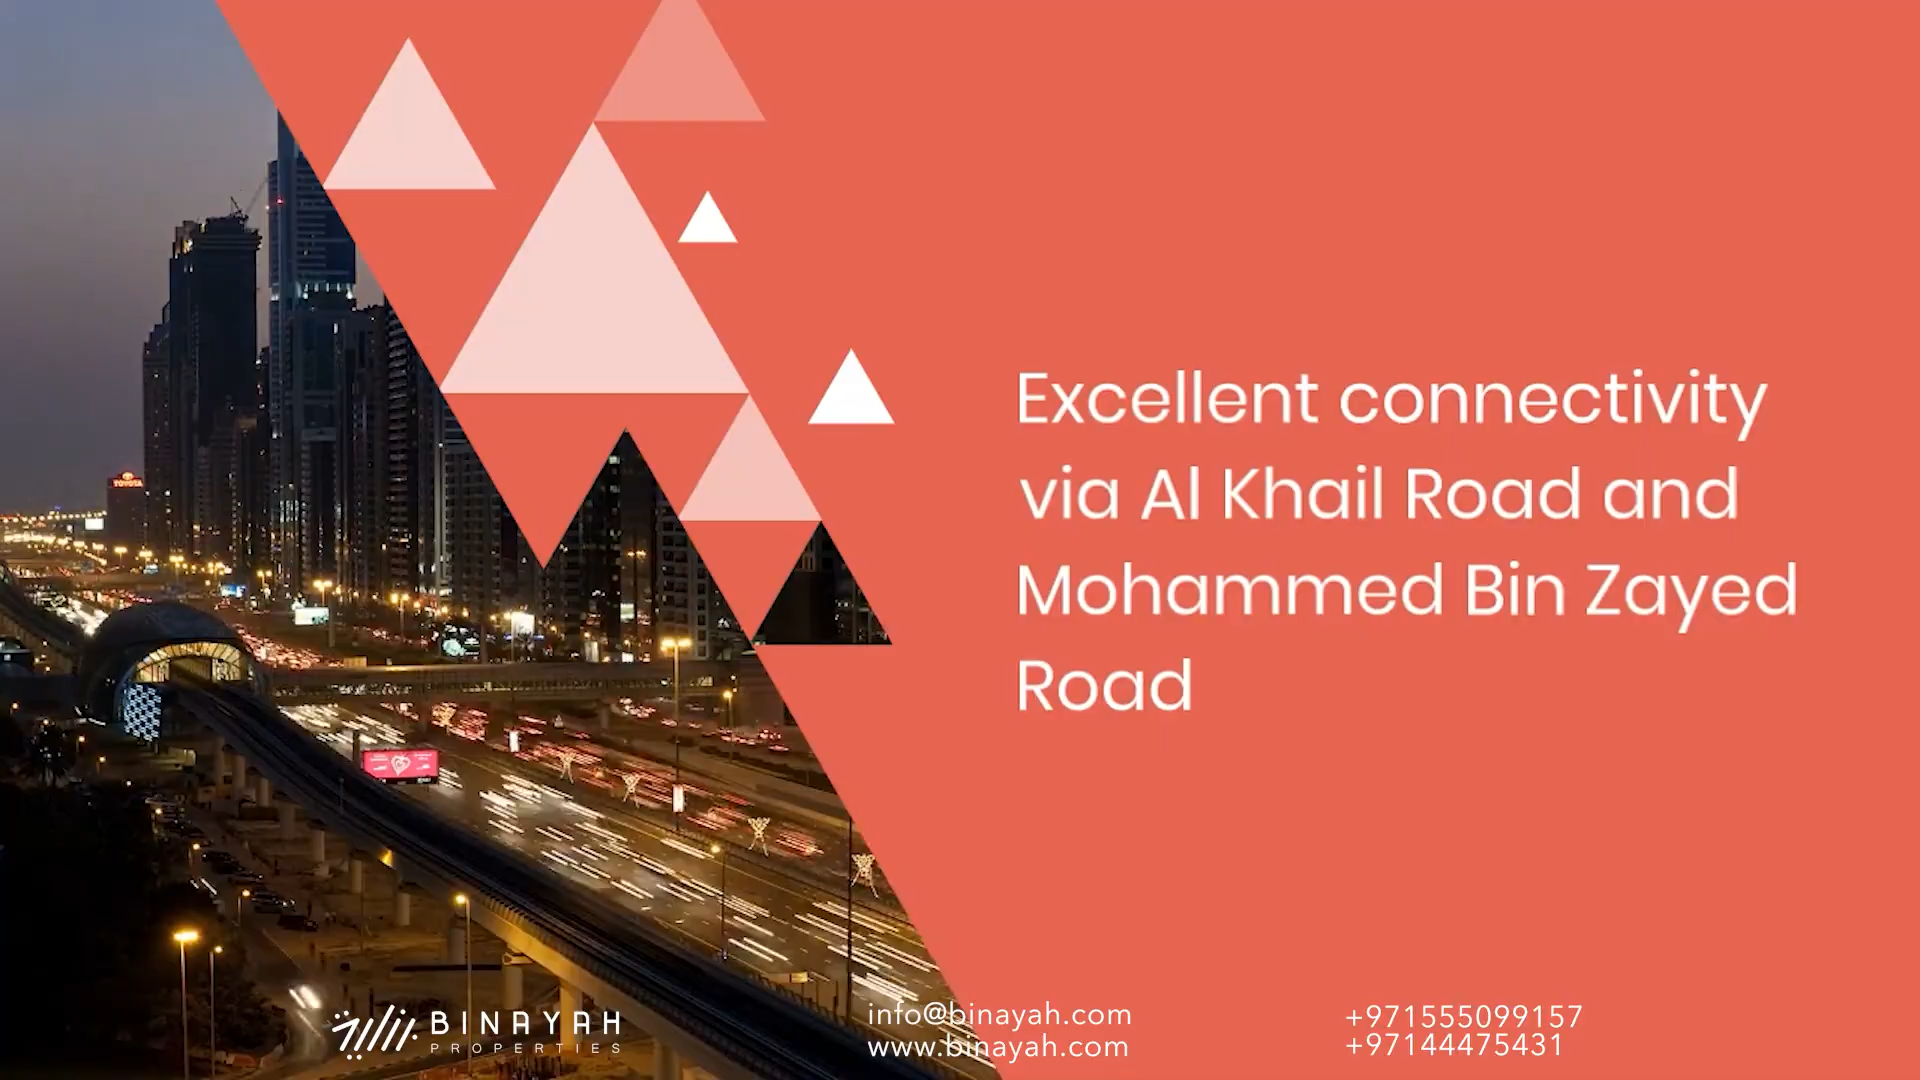 Excellent connectivity
via Al Khail Road and
Mohammed Bin Zayed
Road
TOYOTA
BINAYAH
PROPERTIES
info@binayah.com
www.binayah.com
+971555099157
+97144475431